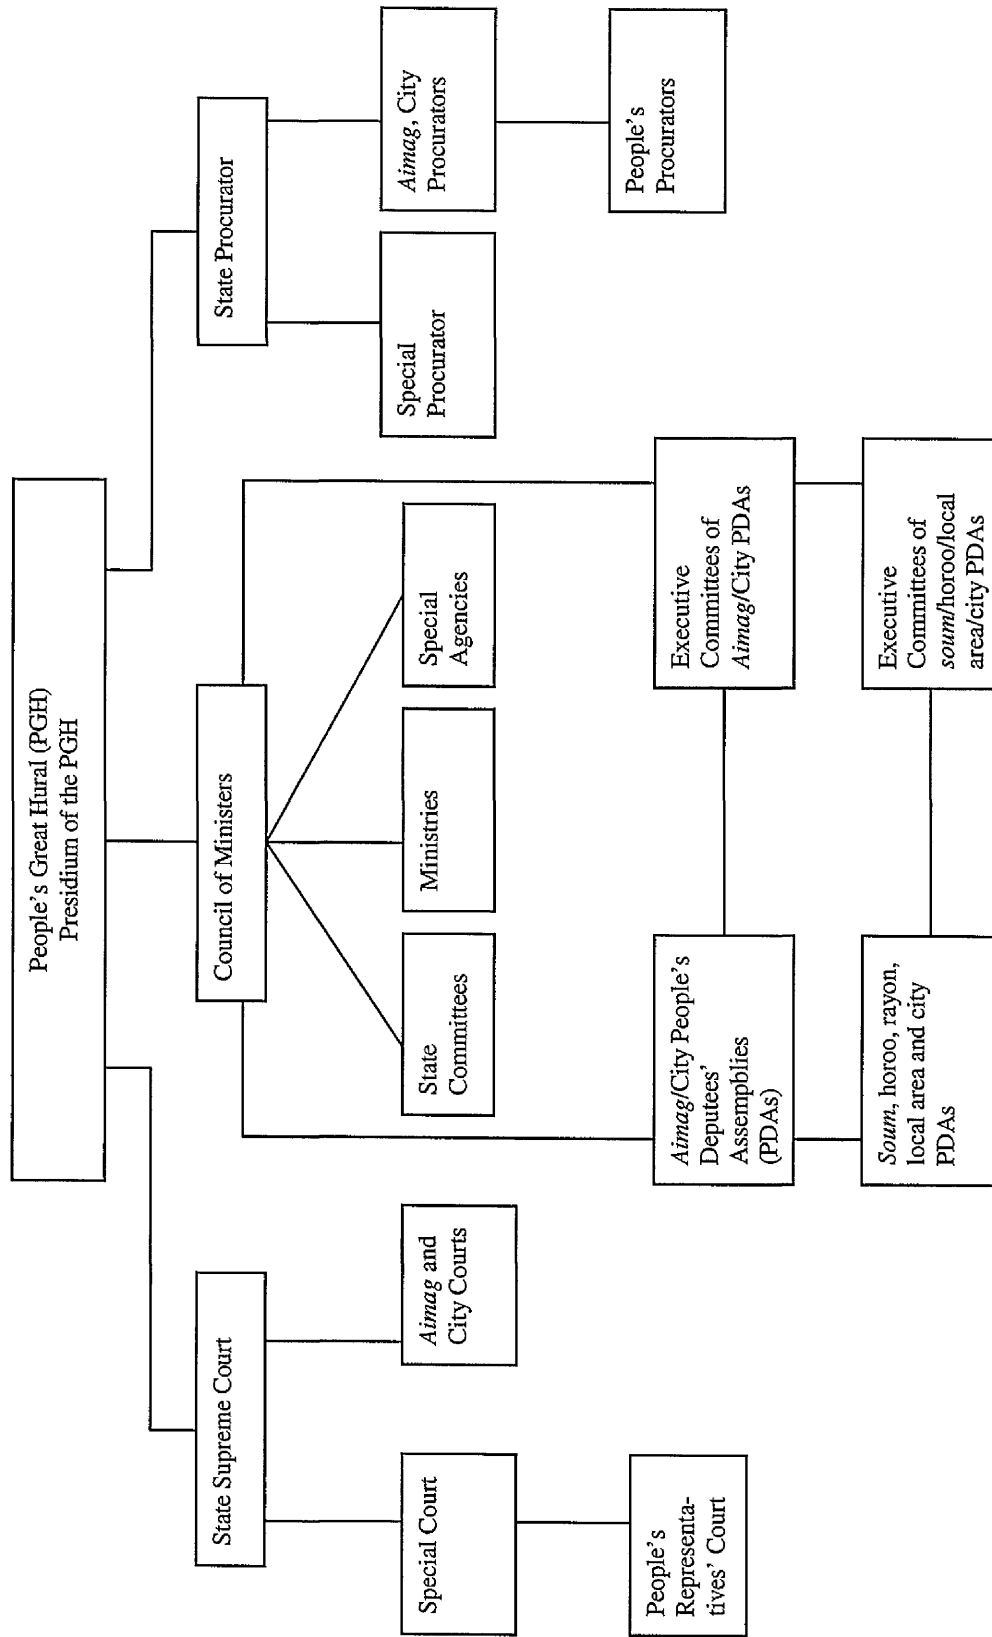 People's Great Hural (PGH)
Presidium of the PGH
State Supreme Court
Council of Ministers
State Procurator
Special Court
Aimag and
City Courts
State
Committees
Ministries
Special
Agencies
Special
Procurator
Aimag, City
Procurators
People's
Representa-
tives' Court
People's
Procurators
Aimag/City People's
Deputees'
Assemblies
(PDAs)
Executive
Committees of
Aimag/City PDAs
Soum, horoo, rayon,
local area and city
PDAs
Executive
Committees of
soum/horoo/local
area/city PDAs